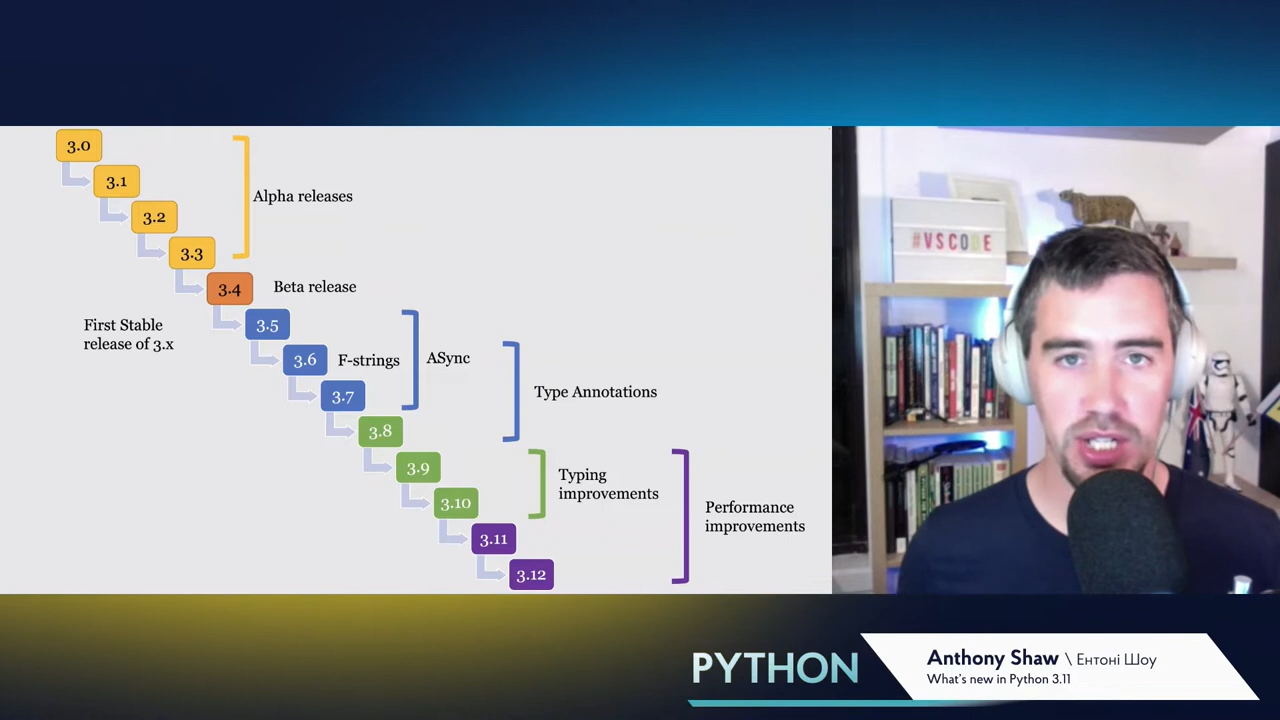 3.0
3.1
3.2
3.3
Alpha releases
3.4
Beta release
First Stable
release of 3.x
3.5
3.6
F-strings
3.7
ASync
3.8
Type Annotations
3.9
3.10
Typing
improvements
3.11
3.12
Performance
improvements
#VSCODE
PYTHON
Anthony Shaw \ Ентоні Шоу
What's new in Python 3.11